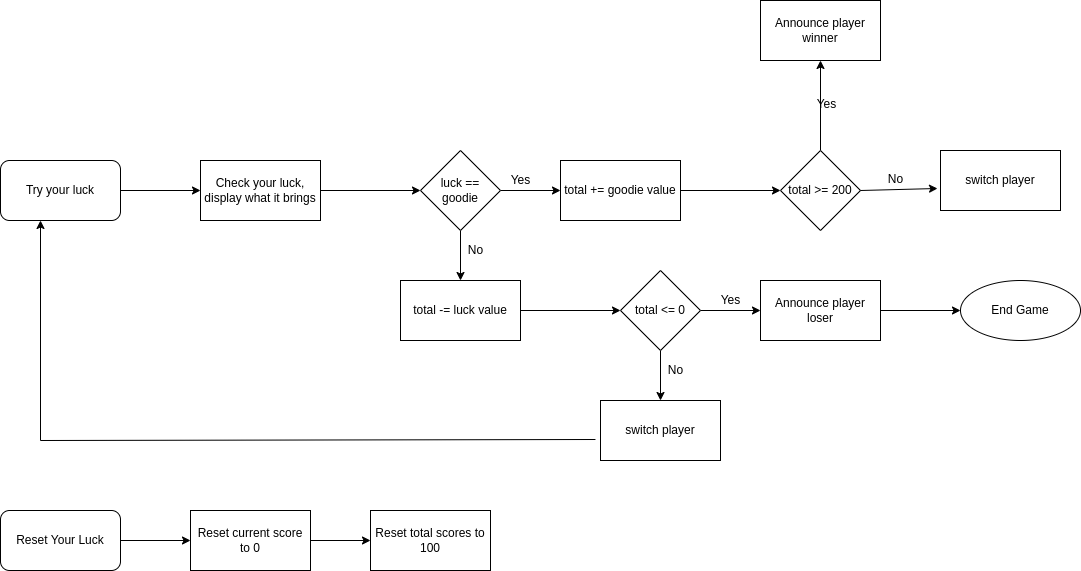 Announce player
winner
Yes
Try your luck
Check your luck,
display what it brings
luck ==
goodie
Yes
total += goodie value
total >= 200
No
switch player
No
total -= luck value
total <= 0
Yes
Announce player
loser
End Game
No
switch player
Reset Your Luck
Reset current score
to 0
Reset total scores to
100